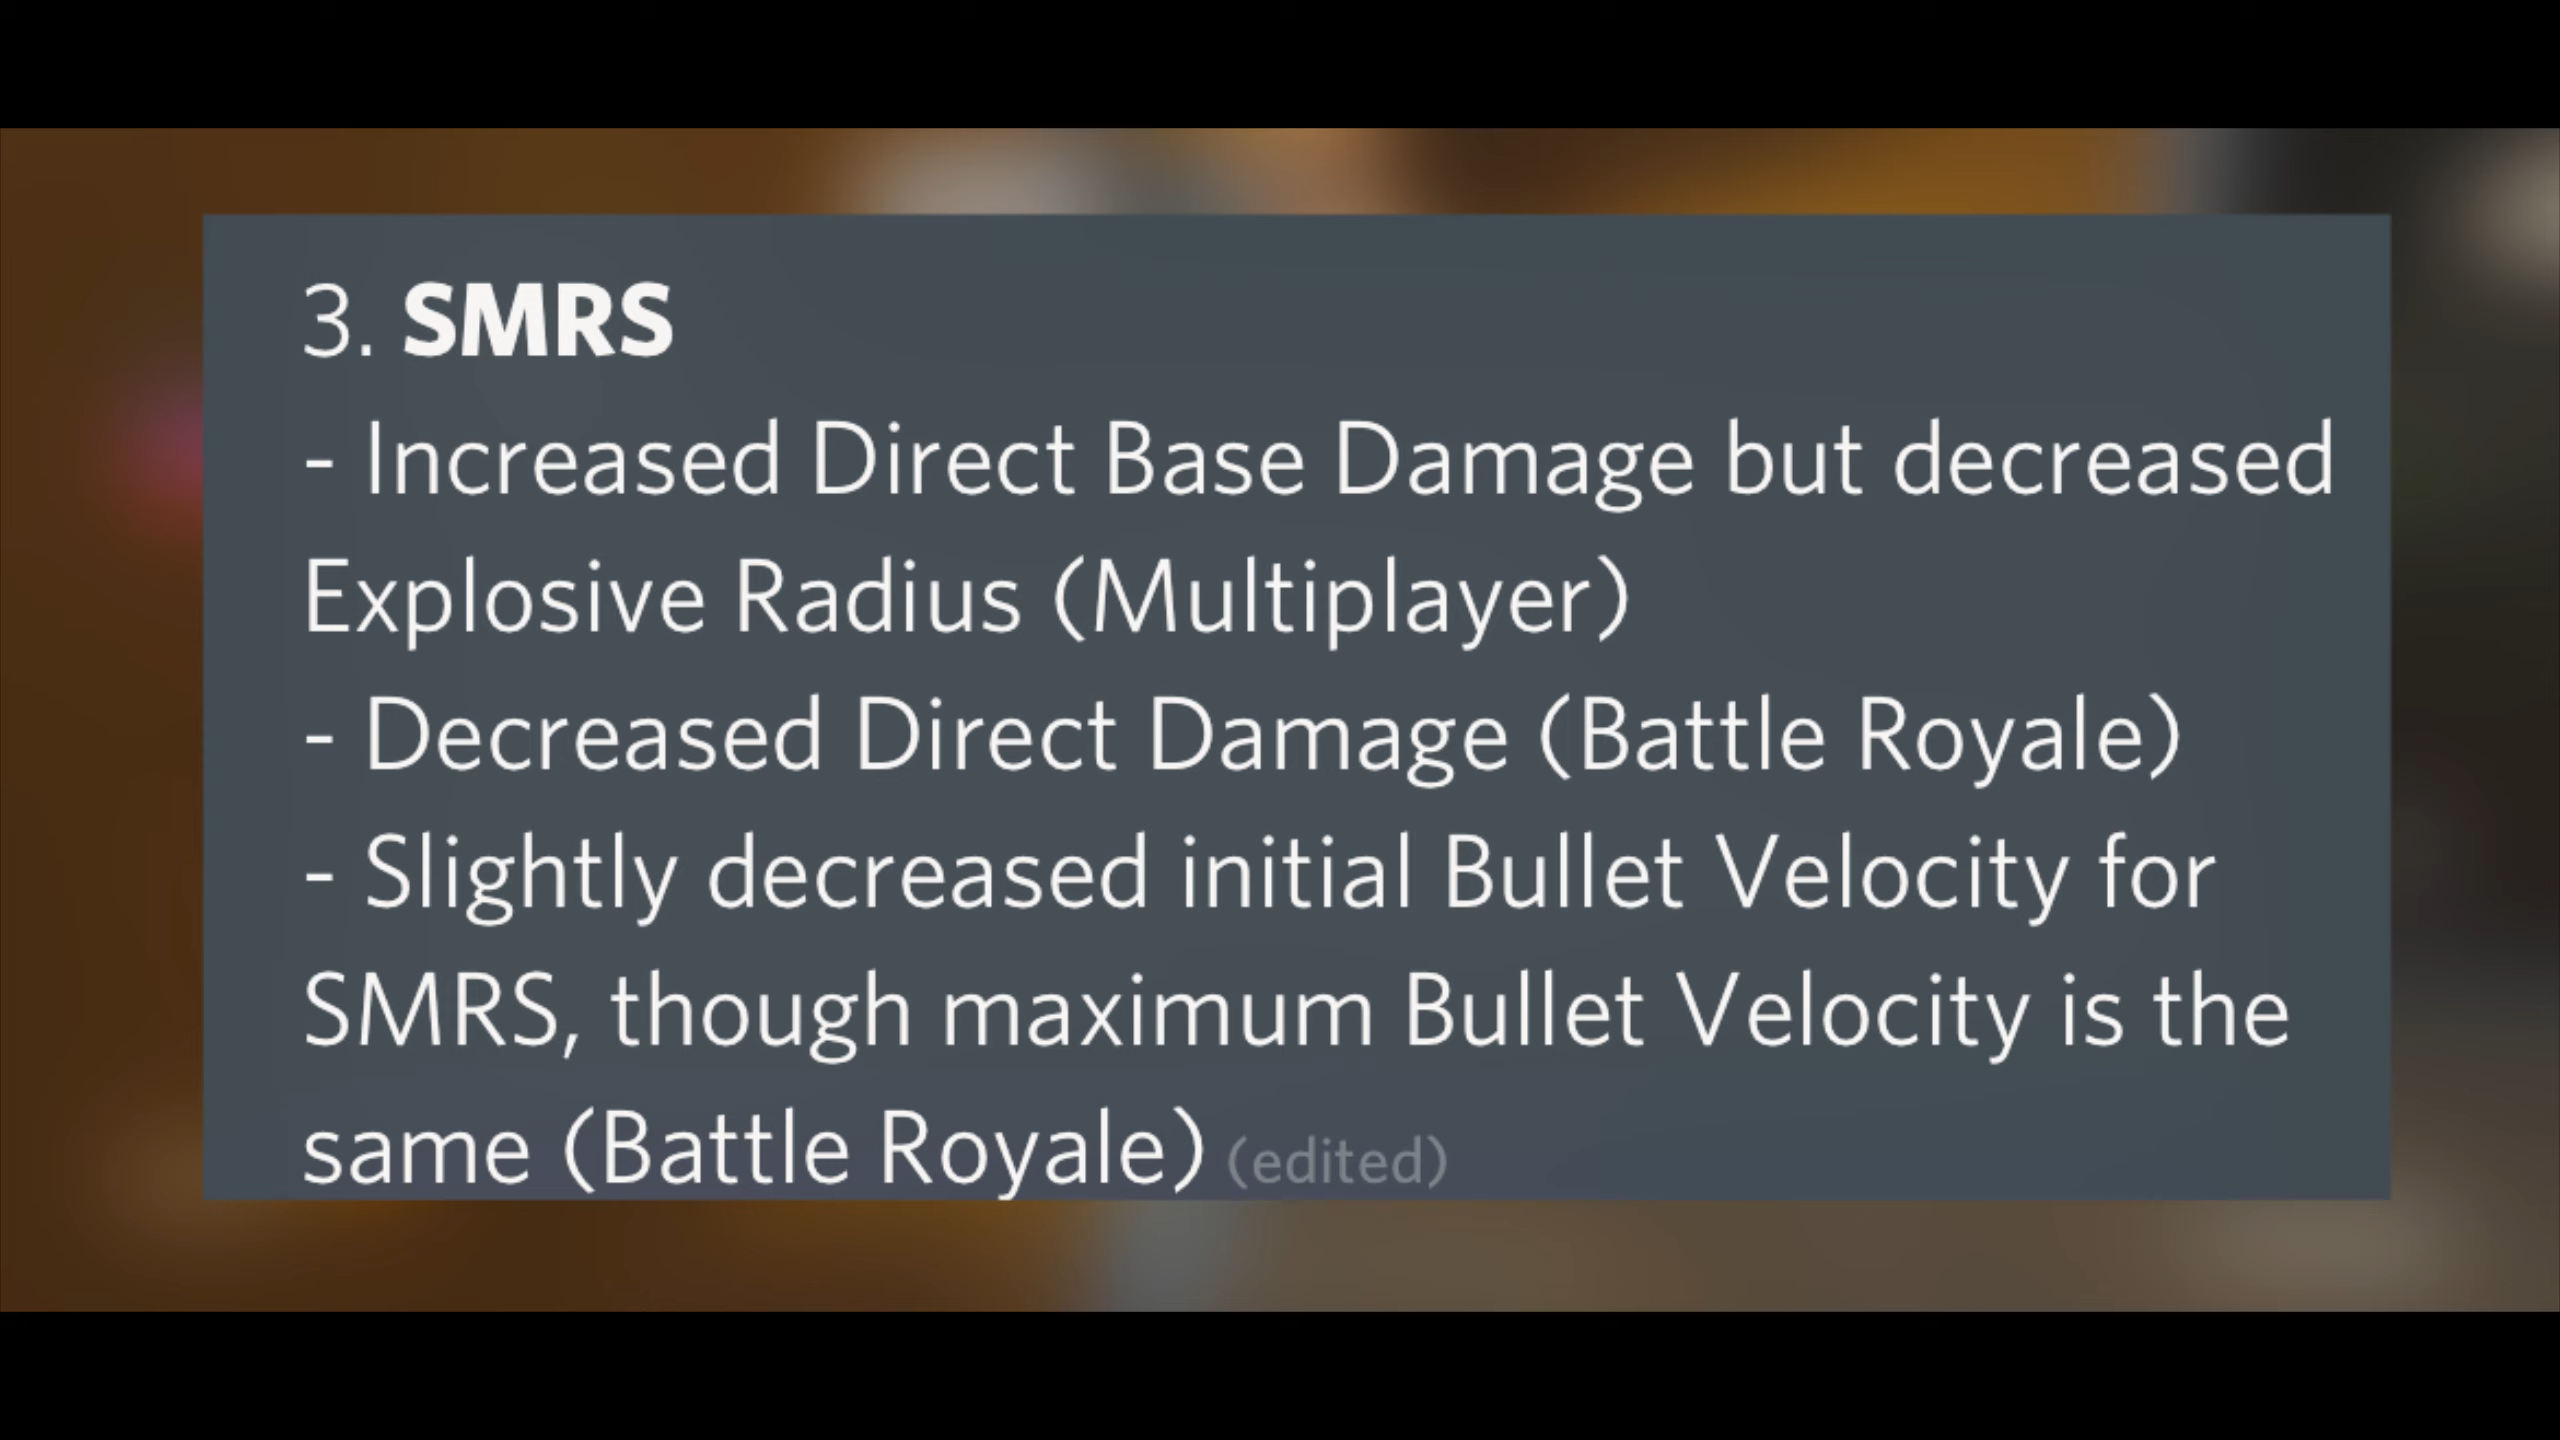 3. SMRS
- Increased Direct Base Damage but decreased
Explosive Radius (Multiplayer)
- Decreased Direct Damage (Battle Royale)
- Slightly decreased initial Bullet Velocity for
SMRS, though maximum Bullet Velocity is the
same (Battle Royale) (edited)